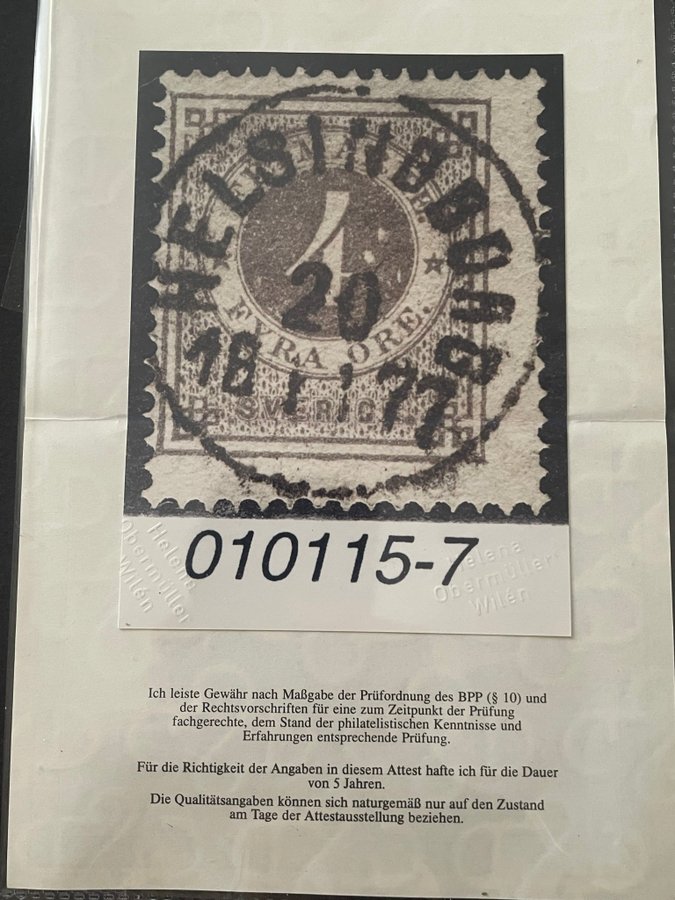 HELSINGBORG
FRIMÄRKE.
4
20
FYRA ÖRE.
18 1 '77
SVERIGE
010115-7
Helena
Obermüller
Wilén
Helena
Obermüller
Wilén
Ich leiste Gewähr nach Maßgabe der Prüfordnung des BPP (§ 10) und
der Rechtsvorschriften für eine zum Zeitpunkt der Prüfung
fachgerechte, dem Stand der philatelistischen Kenntnisse und
Erfahrungen entsprechende Prüfung.
Für die Richtigkeit der Angaben in diesem Attest hafte ich für die Dauer
von 5 Jahren.
Die Qualitätsangaben können sich naturgemäß nur auf den Zustand
am Tage der Attestausstellung beziehen.